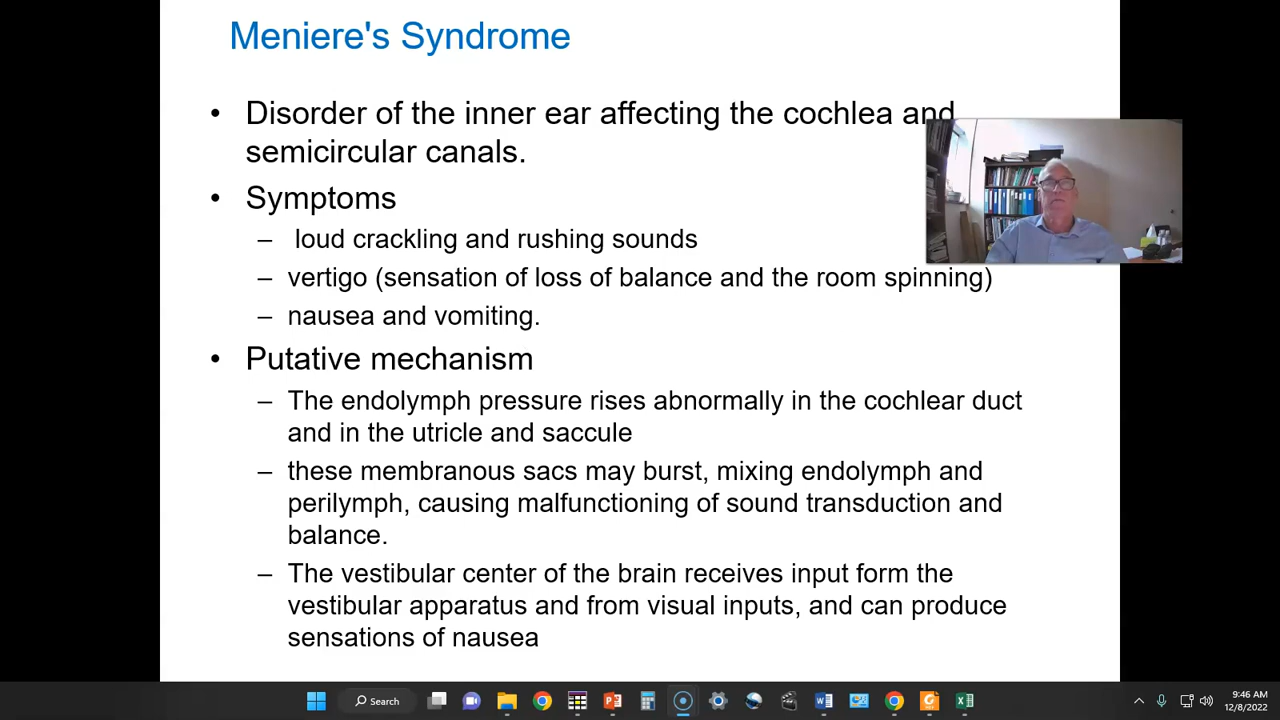 Meniere's Syndrome
• Disorder of the inner ear affecting the cochlea and
semicircular canals.
• Symptoms
– loud crackling and rushing sounds
– vertigo (sensation of loss of balance and the room spinning)
– nausea and vomiting.
• Putative mechanism
– The endolymph pressure rises abnormally in the cochlear duct
and in the utricle and saccule
– these membranous sacs may burst, mixing endolymph and
perilymph, causing malfunctioning of sound transduction and
balance.
– The vestibular center of the brain receives input form the
vestibular apparatus and from visual inputs, and can produce
sensations of nausea
Search
9:46 AM
12/8/2022